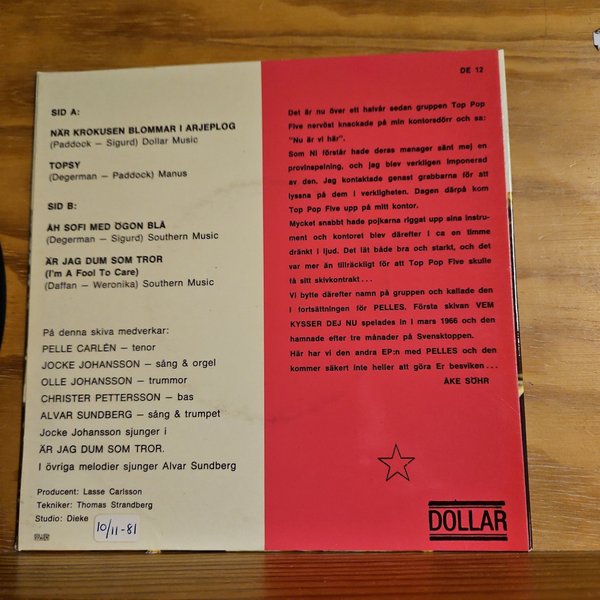 SID A:
NÄR KROKUSEN BLOMMAR I ARJEPLOG
(Paddock — Sigurd) Dollar Music
TOPSY
(Degerman — Paddock) Manus
SID B:
ÅH SOFI MED ÖGON BLÅ
(Degerman — Sigurd) Southern Music
ÄR JAG DUM SOM TROR
(I'm A Fool To Care)
(Daffan — Weronika) Southern Music
På denna skiva medverkar:
PELLE CARLÉN — tenor
JOCKE JOHANSSON — sång & orgel
OLLE JOHANSSON — trummor
CHRISTER PETTERSSON — bas
ALVAR SUNDBERG — sång & trumpet
Jocke Johansson sjunger i
ÄR JAG DUM SOM TROR.
I övriga melodier sjunger Alvar Sundberg
Producent: Lasse Carlsson
Tekniker: Thomas Strandberg
Studio: Dieke
10/11-81
DE 12
Det är nu över ett halvår sedan gruppen Top Pop
Five nervöst knackade på min kontorsdörr och sa:
"Nu är vi här".
Som Ni förstår hade deras manager sänt mej en
provinspelning, och jag blev verkligen imponerad
av den. Jag kontaktade genast grabbarna för att
lyssna på dem i verkligheten. Dagen därpå kom
Top Pop Five upp på mitt kontor.
Mycket snabbt hade pojkarna rigget upp sina instru-
ment och kontoret blev därefter i ca en timme
dränkt i ljud. Det lät både bra och starkt, och det
var mer än tillräckligt för att Top Pop Five skulle
få sitt skivkontrakt...
Vi bytte därefter namn på gruppen och kallade den
i fortsättningen för PELLES. Första skivan VEM
KYSSER DEJ NU spelades in i mars 1966 och den
hamnade efter tre månader på Svensktoppen.
Här har vi den andra EP:n med PELLES och den
kommer säkert inte heller att göra Er besviken...
ÅKE SÖHR
DOLLAR